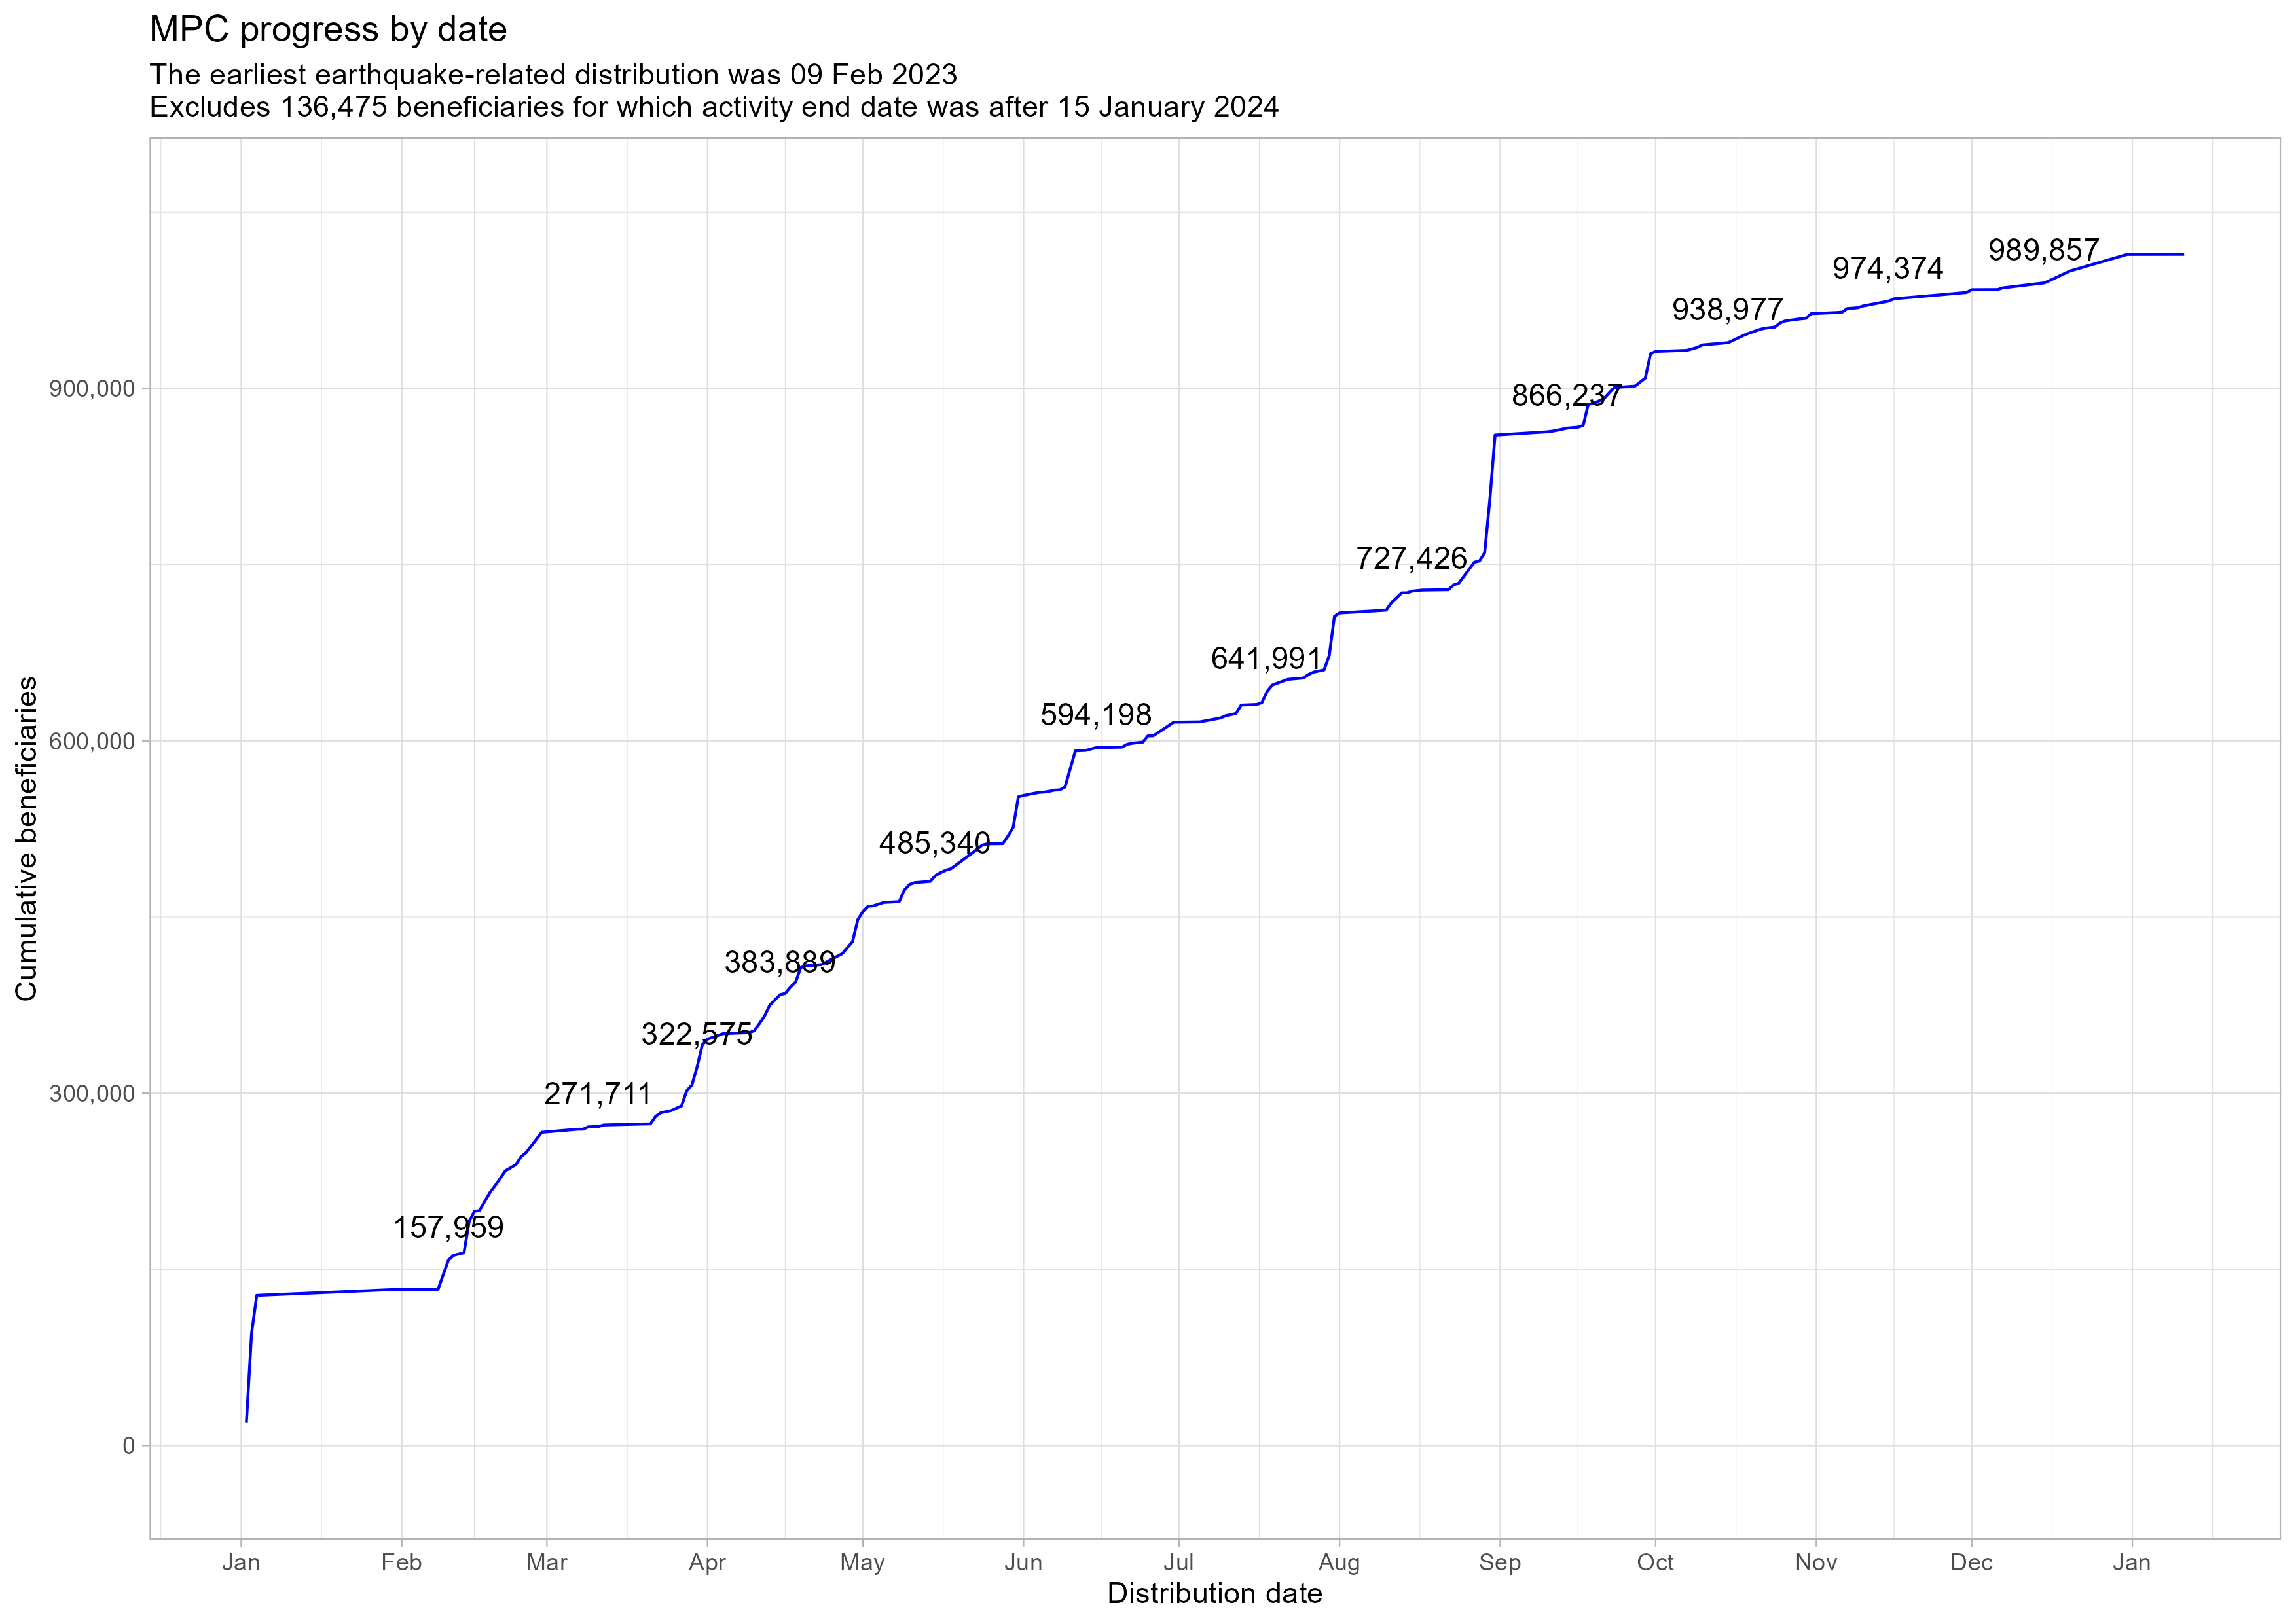 MPC progress by date
The earliest earthquake-related distribution was 09 Feb 2023
Excludes 136,475 beneficiaries for which activity end date was after 15 January 2024
989,857
974,374
938,977
866,237
727,426
641,991
594,198
485,340
383,889
322,575
271,711
157,959
900,000
600,000
300,000
0
Cumulative beneficiaries
Jan Feb Mar Apr May Jun Jul Aug Sep Oct Nov Dec Jan
Distribution date